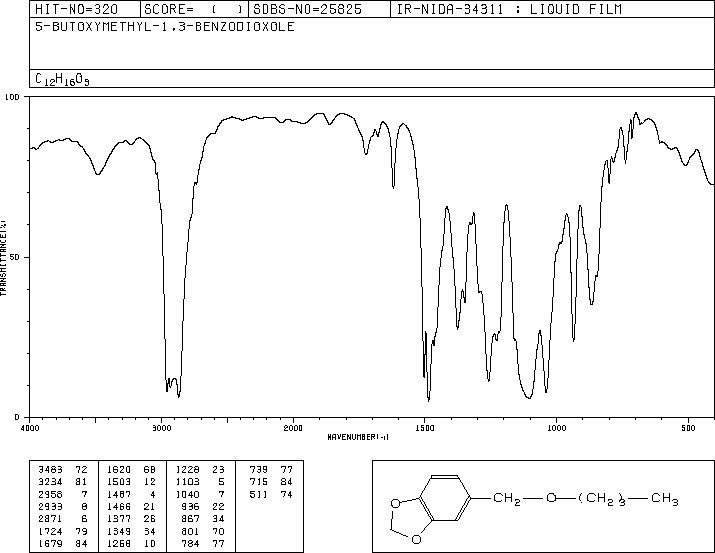 HIT-NO=320 SCORE= ( ) SDBS-NO=25825 IR-NIDA-34311 : LIQUID FILM
5-BUTOXYMETHYL-1,3-BENZODIOXOLE
C12H16O3
100
50
0
TRANSMITTANCE(%)
4000 3000 2000 1500 1000 500
WAVENUMBER(-1)
3483 72 1620 68 1228 23 739 77
3234 81 1503 12 1103 5 715 84
2958 7 1487 4 1040 7 511 74
2933 8 1466 21 936 22
2871 6 1377 26 867 34
1724 79 1349 34 801 70
1679 84 1258 10 784 77
O O CH2 O (CH2)3 CH3